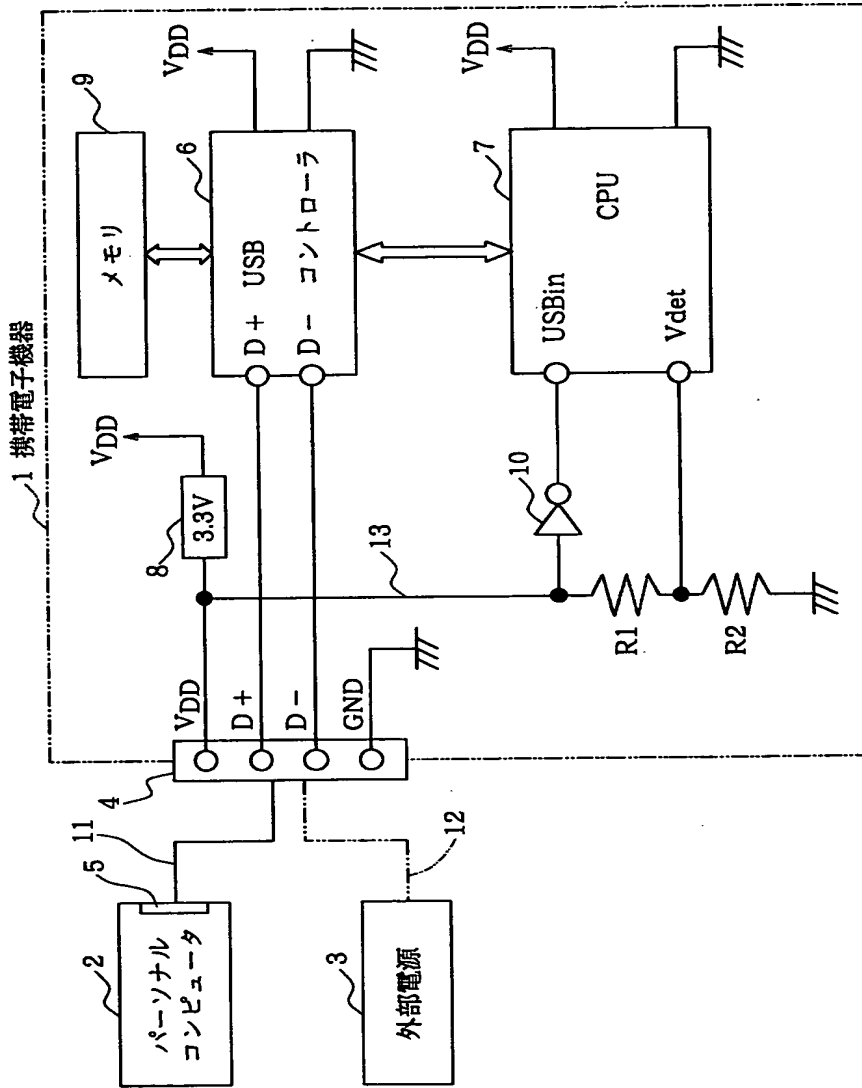 1 携帯電子機器
9
メモリ
VDD
6
D+ USB
D- コントローラ
VDD
8
3.3V
VDD
7
CPU
USBin
Vdet
10
13
R1
R2
VDD
D+
D-
GND
4
11
5
2
パーソナル
コンピュータ
12
3
外部電源